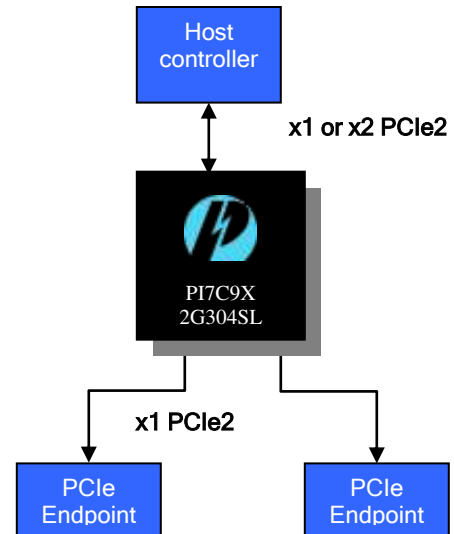 Host
controller
x1 or x2 PCIe2
PI7C9X
2G304SL
x1 PCIe2
PCIe
Endpoint
PCIe
Endpoint